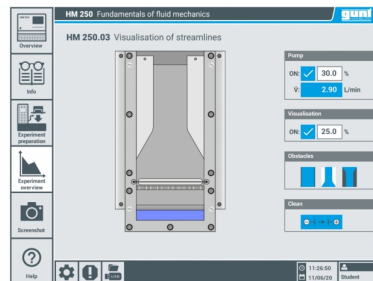 HM 250 Fundamentals of fluid mechanics
HM 250.03 Visualisation of streamlines
Overview
Info
Experiment
preparation
Experiment
overview
Screenshot
Help
Pump
ON: 30.0 %
V̇: 2.90 L/min
Visualisation
ON: 25.0 %
Obstacles
Clean
11:26:50
11/06/20 Student